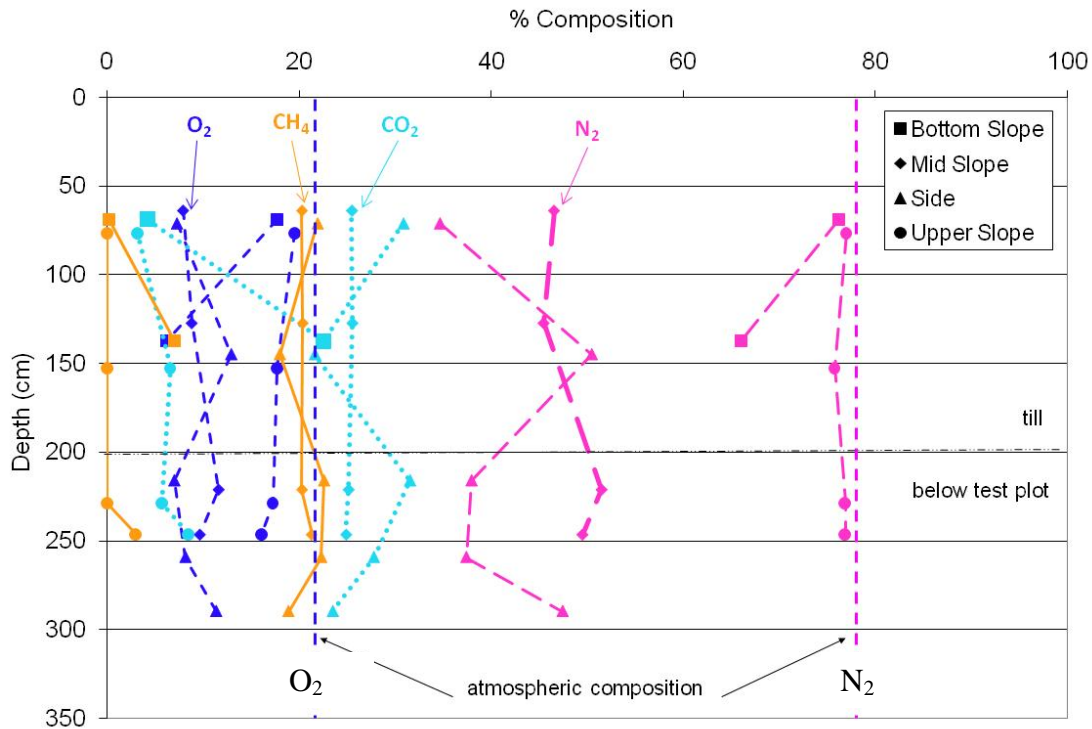 % Composition
0 20 40 60 80 100
0
50
100
150
200
250
300
350
Depth (cm)
O₂
CH₄
CO₂
N₂
Bottom Slope
Mid Slope
Side
Upper Slope
till
below test plot
O₂
atmospheric composition
N₂